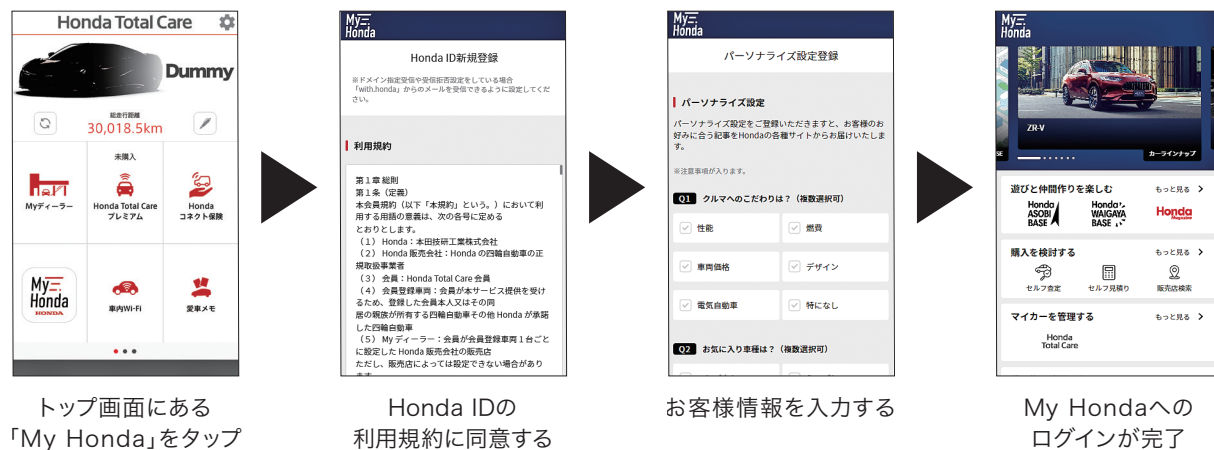 Honda Total Care
Dummy
総走行距離
30,018.5km
未購入
Myディーラー
Honda Total Care
プレミアム
Honda
コネクト保険
My
Honda
HONDA
車内Wi-Fi
愛車メモ
トップ画面にある
「My Honda」をタップ
My
Honda
Honda ID新規登録
※ドメイン指定受信や受信拒否設定をしている場合
「with.honda」からのメールを受信できるように設定してくだ
さい。
利用規約
第1章 総則
第1条（定義）
本会員規約（以下「本規約」という。）において利
用する用語の意義は、次の各号に定める
とおりとします。
（1） Honda：本田技研工業株式会社
（2） Honda 販売会社：Honda の四輪自動車の正
規取扱事業者
（3） 会員：Honda Total Care 会員
（4） 会員登録車両：会員が本サービス提供を受け
るため、登録した会員本人又はその同
居の親族が所有する四輪自動車その他 Honda が承諾
した四輪自動車
（5） My ディーラー：会員が会員登録車両1台ごと
に設定した Honda 販売会社の販売店
ただし、販売店によっては設定できない場合があり
ます
Honda IDの
利用規約に同意する
My
Honda
パーソナライズ設定登録
パーソナライズ設定
パーソナライズ設定をご登録いただきますと、お客様のお
好みに合う記事をHondaの各種サイトからお届けいたしま
す。
※注意事項が入ります。
Q1 クルマへのこだわりは？（複数選択可）
性能
燃費
車両価格
デザイン
電気自動車
特になし
Q2 お気に入り車種は？（複数選択可）
お客様情報を入力する
My
Honda
ZR-V
SE
カーラインナップ
遊びと仲間作りを楽しむ
もっと見る
Honda
ASOBI
BASE
Honda
WAIGAYA
BASE
Honda
Magazine
購入を検討する
もっと見る
セルフ査定
セルフ見積り
販売店検索
マイカーを管理する
もっと見る
Honda
Total Care
My Hondaへの
ログインが完了